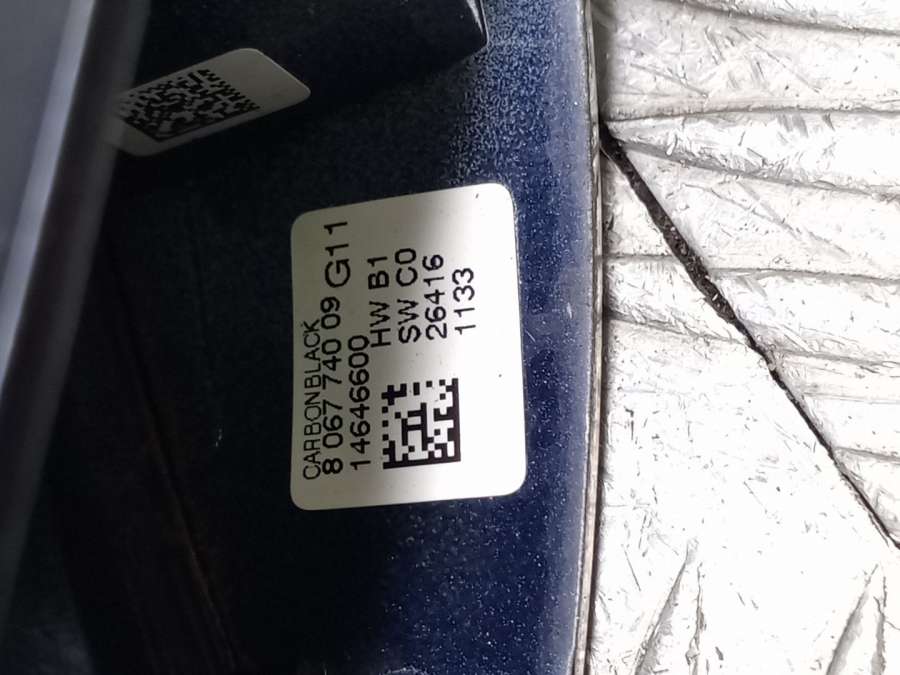 CARBONBLACK
8 067 740 09 G11
14646600
HW B1
SW C0
26416
1133